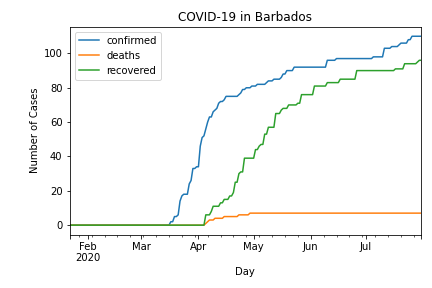 COVID-19 in Barbados
confirmed
deaths
recovered
Number of Cases
100
80
60
40
20
0
Feb Mar Apr May Jun Jul
2020
Day